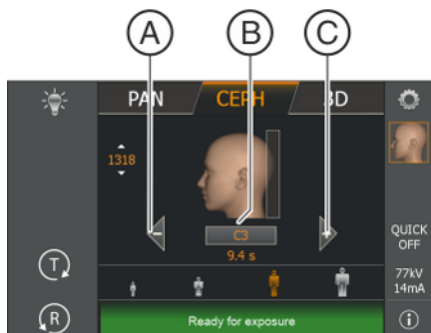 A B C
PAN CEPH 3D
1318
- +
C3
9.4 s
QUICK
OFF
T
77kV
14mA
R
Ready for exposure
i